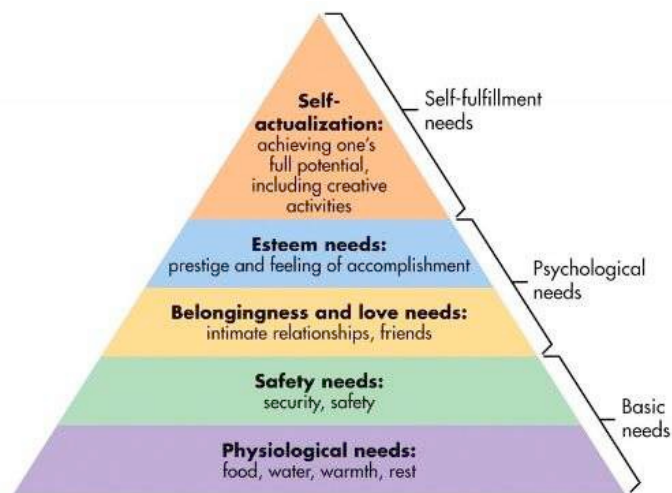 Self-
actualization:
achieving one's
full potential,
including creative
activities
Self-fulfillment
needs
Esteem needs:
prestige and feeling of accomplishment
Psychological
needs
Belongingness and love needs:
intimate relationships, friends
Safety needs:
security, safety
Basic
needs
Physiological needs:
food, water, warmth, rest